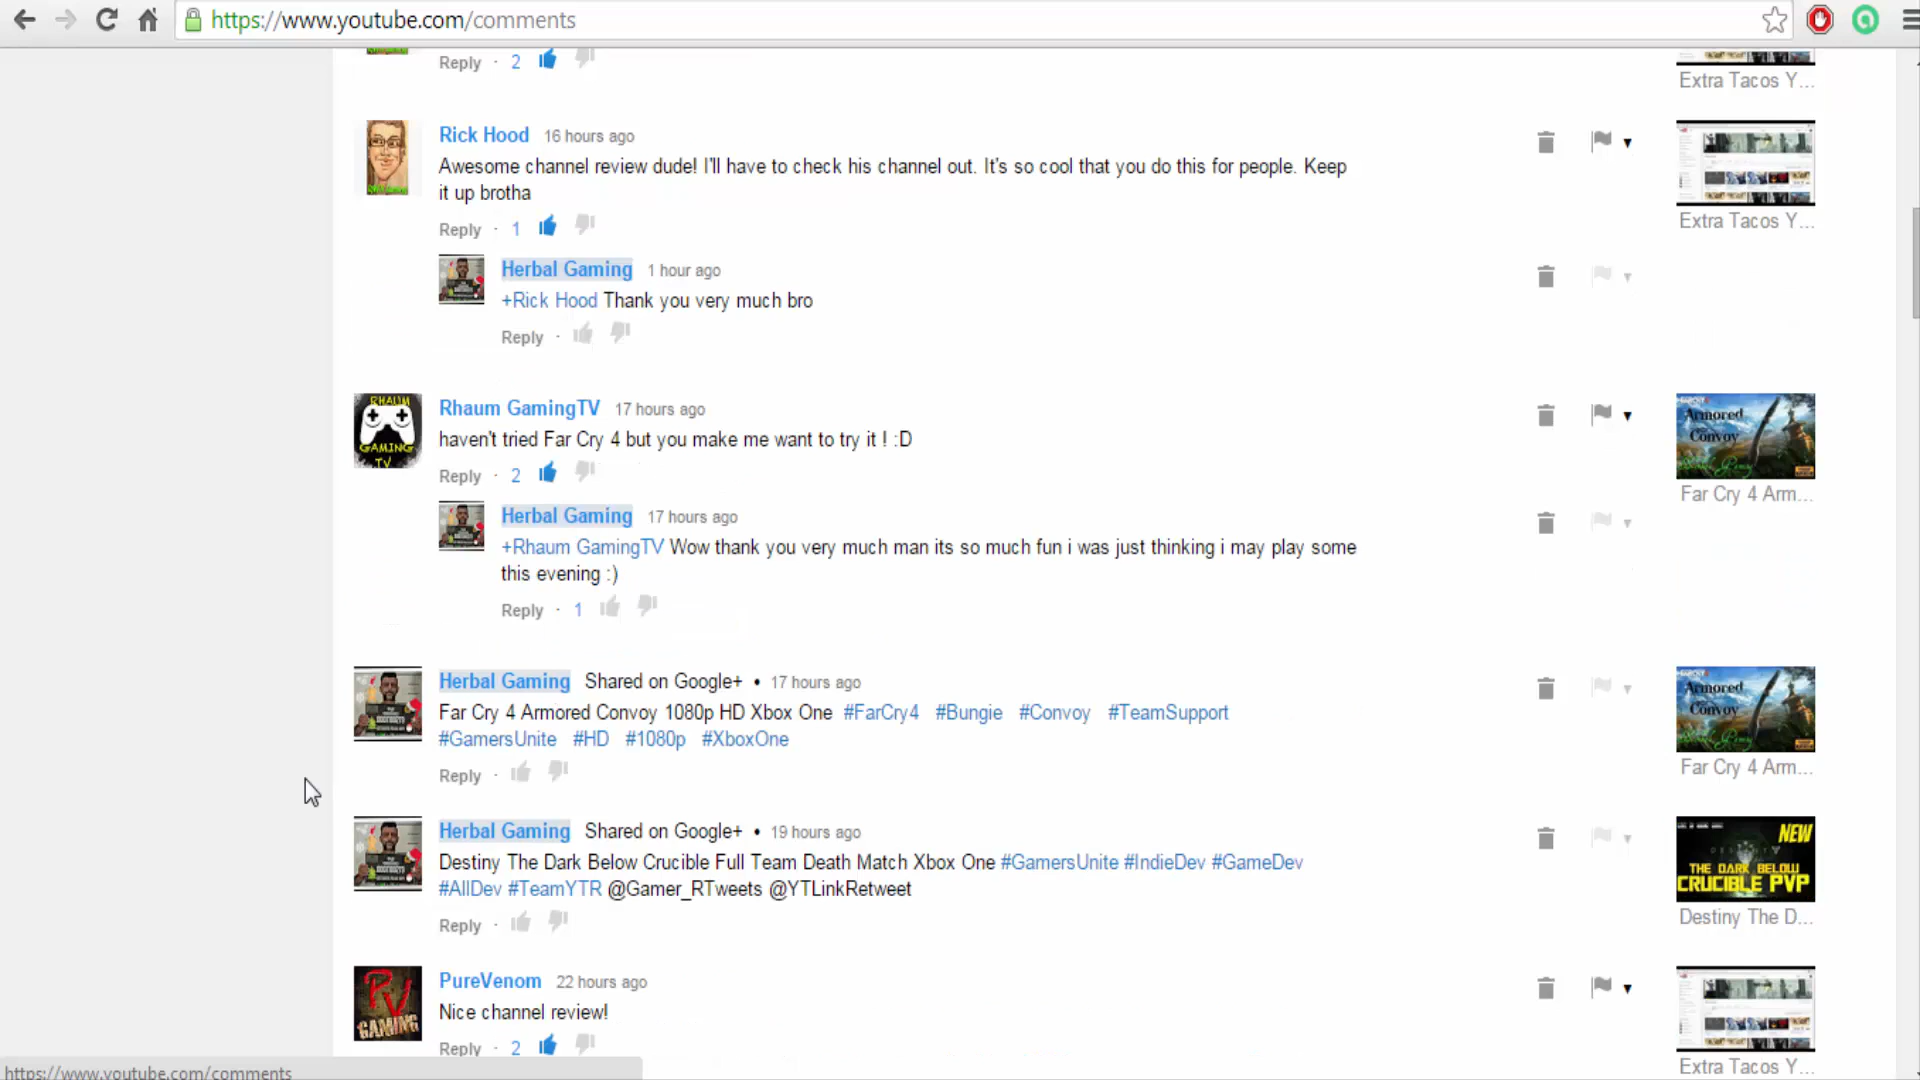 https://www.youtube.com/comments
Reply · 2
Extra Tacos Y...
Rick Hood 16 hours ago
Awesome channel review dude! I'll have to check his channel out. It's so cool that you do this for people. Keep
it up brotha
Reply · 1
Extra Tacos Y...
Herbal Gaming 1 hour ago
+Rick Hood Thank you very much bro
Reply ·
RHAUM
GAMING
TV
Rhaum GamingTV 17 hours ago
haven't tried Far Cry 4 but you make me want to try it ! :D
Reply · 2
Armored
Convoy
Far Cry 4 Arm...
Herbal Gaming 17 hours ago
+Rhaum GamingTV Wow thank you very much man its so much fun i was just thinking i may play some
this evening :)
Reply · 1
Herbal Gaming Shared on Google+ • 17 hours ago
Far Cry 4 Armored Convoy 1080p HD Xbox One #FarCry4 #Bungie #Convoy #TeamSupport
#GamersUnite #HD #1080p #XboxOne
Reply ·
Armored
Convoy
Far Cry 4 Arm...
Herbal Gaming Shared on Google+ • 19 hours ago
Destiny The Dark Below Crucible Full Team Death Match Xbox One #GamersUnite #IndieDev #GameDev
#AllDev #TeamYTR @Gamer_RTweets @YTLinkRetweet
Reply ·
NEW
THE DARK BELOW
CRUCIBLE PVP
Destiny The D...
PV
GAMING
PureVenom 22 hours ago
Nice channel review!
Reply · 2
Extra Tacos Y...
https://www.youtube.com/comments